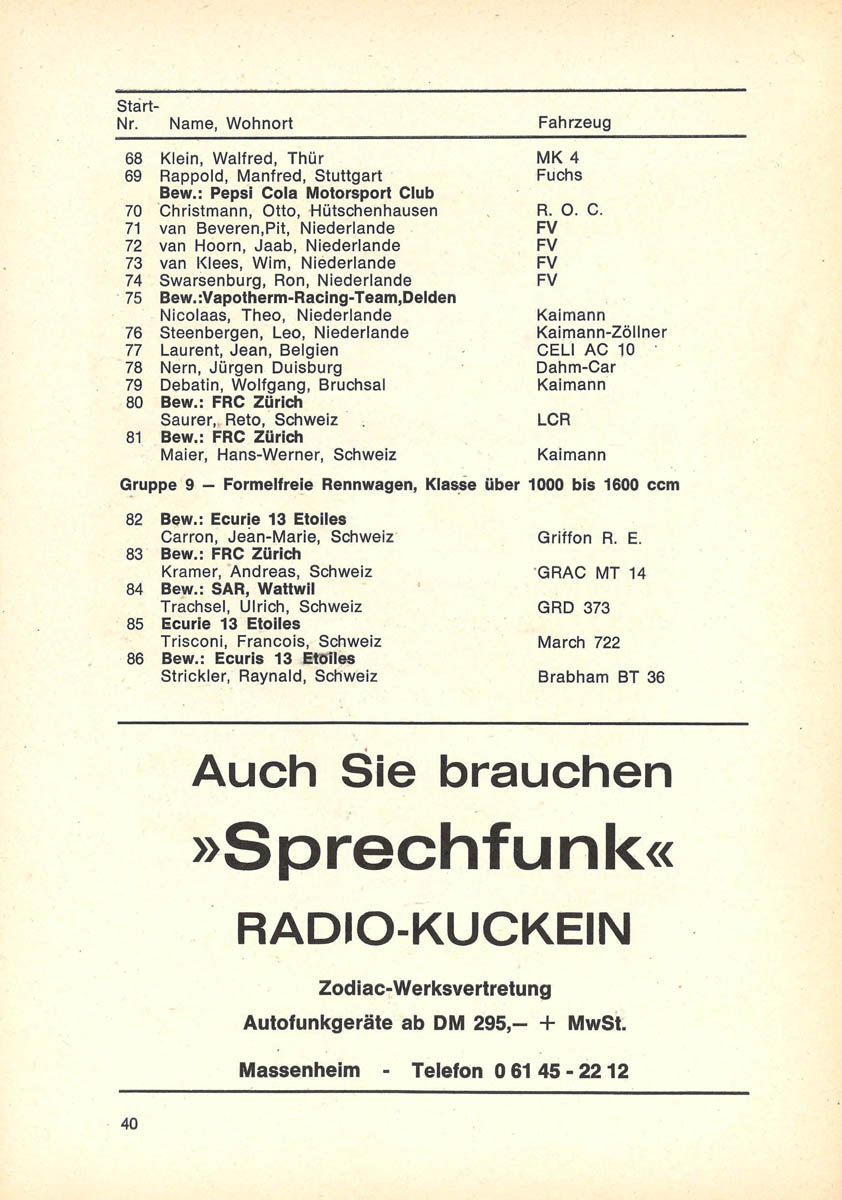 Start-
Nr. Name, Wohnort Fahrzeug
68 Klein, Walfred, Thür MK 4
69 Rappold, Manfred, Stuttgart Fuchs
Bew.: Pepsi Cola Motorsport Club
70 Christmann, Otto, Hütschenhausen R. O. C.
71 van Beveren,Pit, Niederlande FV
72 van Hoorn, Jaab, Niederlande FV
73 van Klees, Wim, Niederlande FV
74 Swarsenburg, Ron, Niederlande FV
75 Bew.:Vapotherm-Racing-Team,Delden
Nicolaas, Theo, Niederlande Kaimann
76 Steenbergen, Leo, Niederlande Kaimann-Zöllner
77 Laurent, Jean, Belgien CELI AC 10
78 Nern, Jürgen Duisburg Dahm-Car
79 Debatin, Wolfgang, Bruchsal Kaimann
80 Bew.: FRC Zürich
Saurer, Reto, Schweiz LCR
81 Bew.: FRC Zürich
Maier, Hans-Werner, Schweiz Kaimann
Gruppe 9 — Formelfreie Rennwagen, Klasse über 1000 bis 1600 ccm
82 Bew.: Ecurie 13 Etoiles
Carron, Jean-Marie, Schweiz Griffon R. E.
83 Bew.: FRC Zürich
Kramer, Andreas, Schweiz GRAC MT 14
84 Bew.: SAR, Wattwil
Trachsel, Ulrich, Schweiz GRD 373
85 Ecurie 13 Etoiles
Trisconi, Francois, Schweiz March 722
86 Bew.: Ecuris 13 Etoiles
Strickler, Raynald, Schweiz Brabham BT 36
Auch Sie brauchen
»Sprechfunk«
RADIO-KUCKEIN
Zodiac-Werksvertretung
Autofunkgeräte ab DM 295,— + MwSt.
Massenheim - Telefon 0 61 45 - 22 12
40